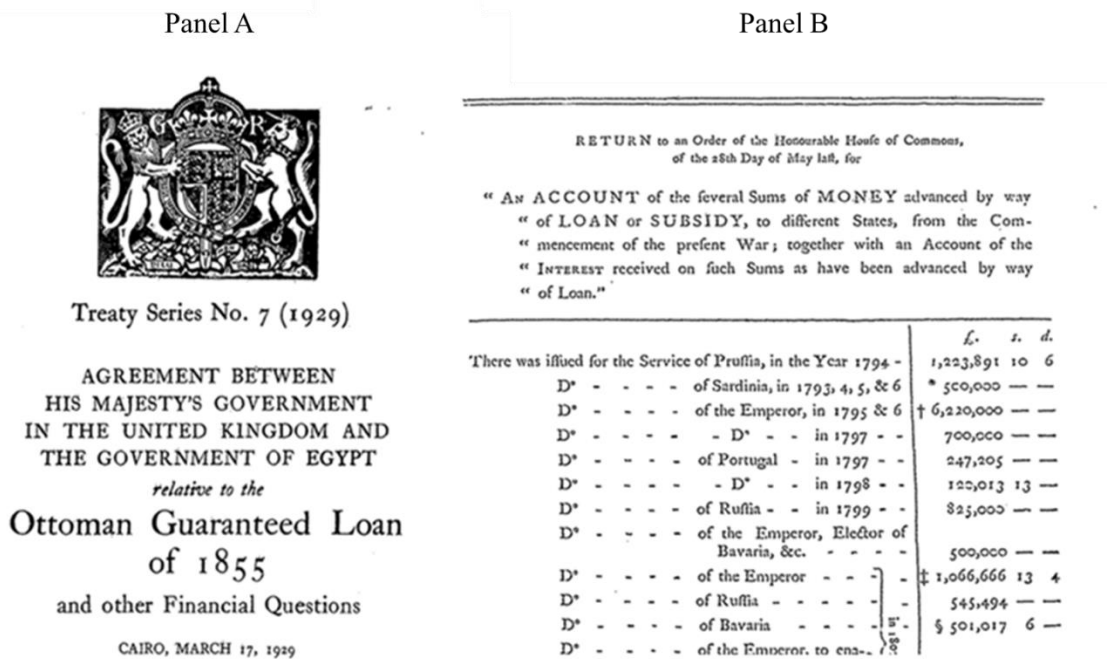 Panel A
G R
Treaty Series No. 7 (1929)
AGREEMENT BETWEEN
HIS MAJESTY'S GOVERNMENT
IN THE UNITED KINGDOM AND
THE GOVERNMENT OF EGYPT
relative to the
Ottoman Guaranteed Loan
of 1855
and other Financial Questions
CAIRO, MARCH 17, 1929
Panel B
RETURN to an Order of the Honourable Houſe of Commons,
of the 28th Day of May laſt, for
“ AN ACCOUNT of the ſeveral Sums of MONEY advanced by way
“ of LOAN or SUBSIDY, to different States, from the Com-
“ mencement of the preſent War; together with an Account of the
“ INTEREST received on ſuch Sums as have been advanced by way
“ of Loan.”
£. s. d.
There was iſſued for the Service of Pruſſia, in the Year 1794 - 1,223,891 10 6
Dº - - - - of Sardinia, in 1793, 4, 5, & 6 * 500,000 — —
Dº - - - - of the Emperor, in 1795 & 6 † 6,220,000 — —
Dº - - - - - Dº - - in 1797 - - 700,000 — —
Dº - - - - of Portugal - in 1797 - - 247,205 — —
Dº - - - - - Dº - - in 1798 - - 120,013 13 —
Dº - - - - of Ruſſia - - in 1799 - - 825,000 — —
Dº - - - - of the Emperor, Elector of
Bavaria, &c. - - - - 500,000 — —
Dº - - - - of the Emperor - - - - ‡ 1,066,666 13 4
Dº - - - - of Ruſſia - - - - - - 545,494 — —
Dº - - - - of Bavaria - - - - - § 501,017 6 —
Dº - - - - of the Emperor, to ena-